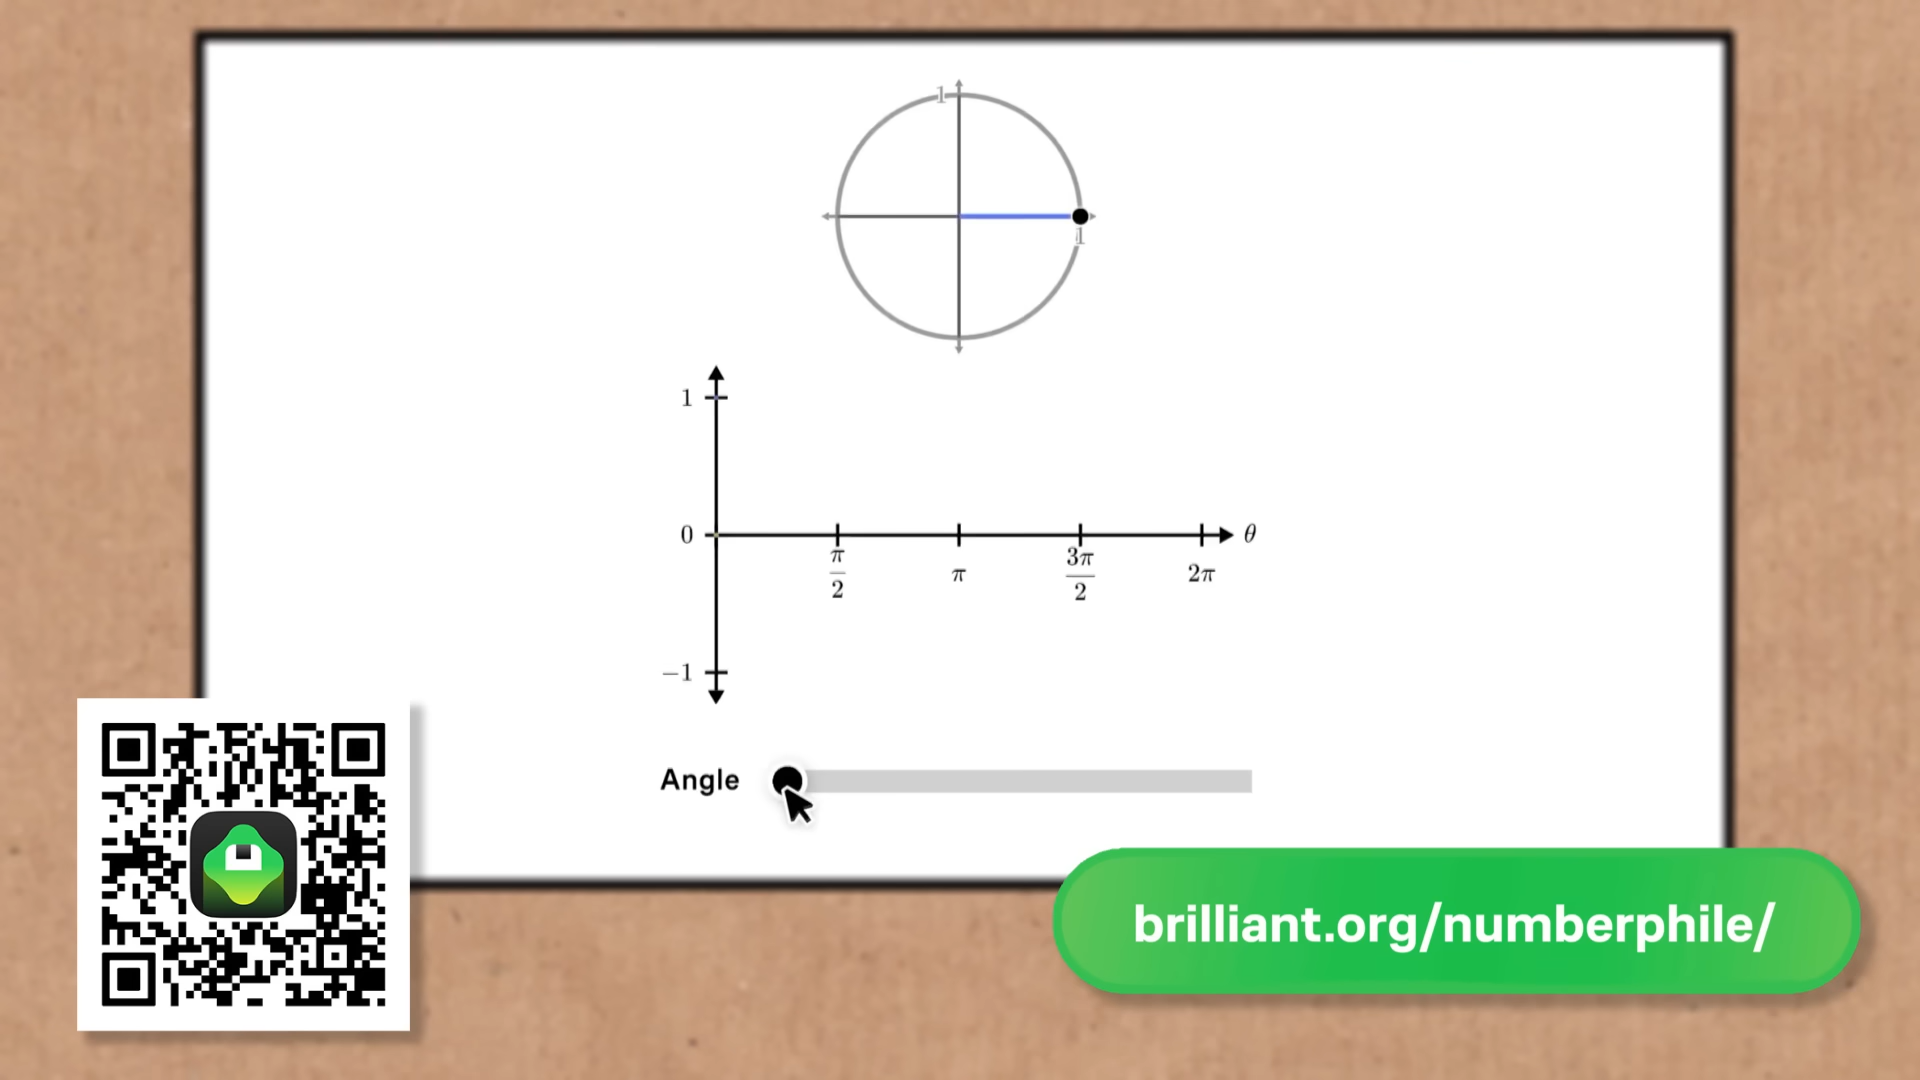 1
1
1
0
θ
π/2
π
3π/2
2π
−1
Angle
brilliant.org/numberphile/